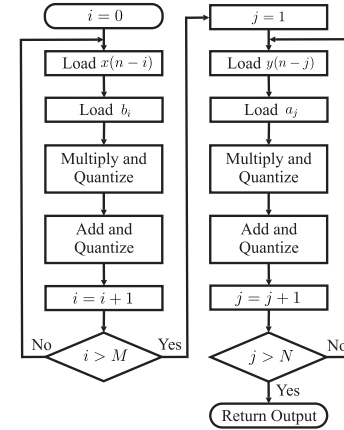 i = 0
Load x(n − i)
Load b_i
Multiply and
Quantize
Add and
Quantize
i = i + 1
i > M
No
Yes
j = 1
Load y(n − j)
Load a_j
Multiply and
Quantize
Add and
Quantize
j = j + 1
j > N
No
Yes
Return Output